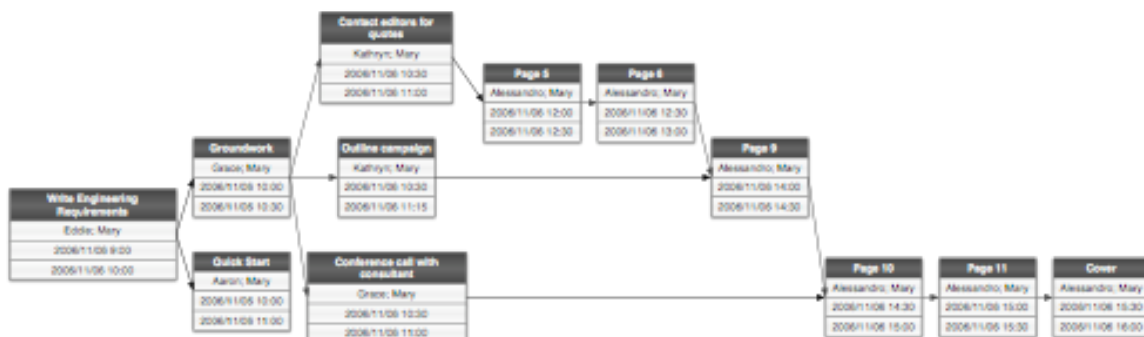 Contact editors for
quotes
Kathryn; Mary
2006/11/06 10:30
2006/11/06 11:00
Page 5
Alessandro; Mary
2006/11/06 12:00
2006/11/06 12:30
Page 6
Alessandro; Mary
2006/11/06 12:30
2006/11/06 13:00
Groundwork
Grace; Mary
2006/11/06 10:00
2006/11/06 10:30
Outline campaign
Kathryn; Mary
2006/11/06 10:30
2006/11/06 11:15
Page 9
Alessandro; Mary
2006/11/06 14:00
2006/11/06 14:30
Write Engineering
Requirements
Eddie; Mary
2006/11/06 9:00
2006/11/06 10:00
Quick Start
Aaron; Mary
2006/11/06 10:00
2006/11/06 11:00
Conference call with
consultant
Grace; Mary
2006/11/06 10:30
2006/11/06 11:00
Page 10
Alessandro; Mary
2006/11/06 14:30
2006/11/06 15:00
Page 11
Alessandro; Mary
2006/11/06 15:00
2006/11/06 15:30
Cover
Alessandro; Mary
2006/11/06 15:30
2006/11/06 16:00